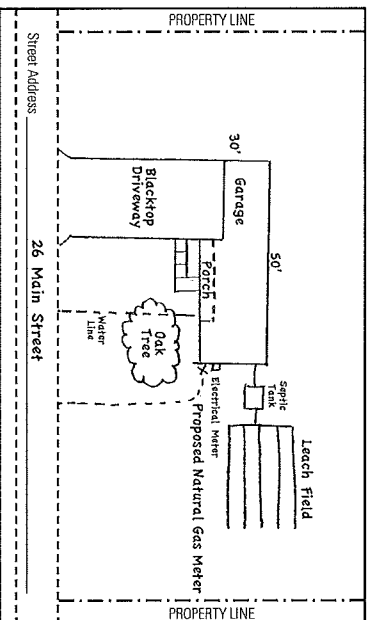 PROPERTY LINE
Street Address
26 Main Street
30'
Garage
50'
Blacktop
Driveway
Porch
Water
Line
Oak
Tree
Electrical Meter
Proposed Natural Gas Meter
Septic
Tank
Leach Field
PROPERTY LINE